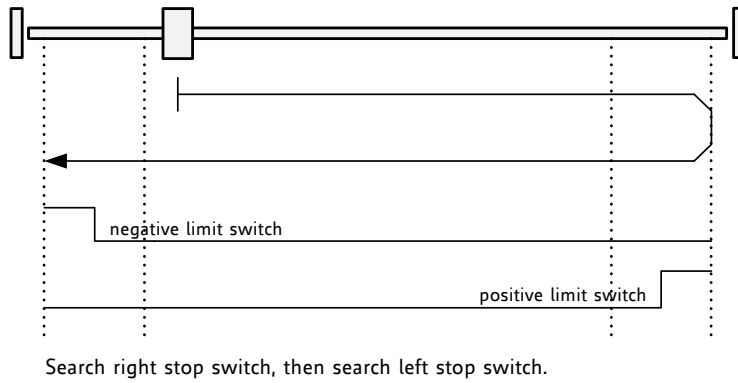 negative limit switch
positive limit switch
Search right stop switch, then search left stop switch.